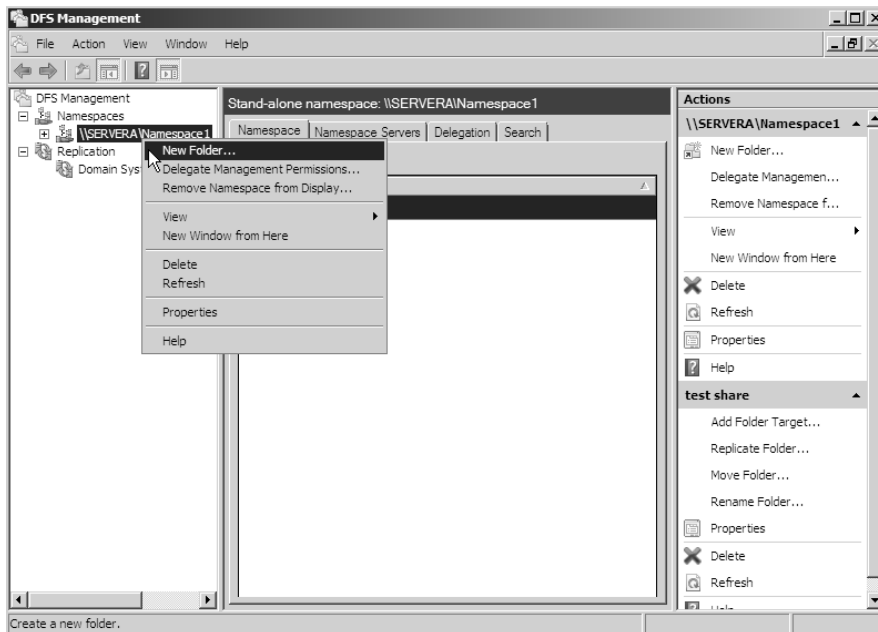 DFS Management
File Action View Window Help
DFS Management
Namespaces
\\SERVERA\Namespace1
Replication
Domain Sys
New Folder...
Delegate Management Permissions...
Remove Namespace from Display...
View
New Window from Here
Delete
Refresh
Properties
Help
Stand-alone namespace: \\SERVERA\Namespace1
Namespace Namespace Servers Delegation Search
Actions
\\SERVERA\Namespace1
New Folder...
Delegate Managemen...
Remove Namespace f...
View
New Window from Here
Delete
Refresh
Properties
Help
test share
Add Folder Target...
Replicate Folder...
Move Folder...
Rename Folder...
Properties
Delete
Refresh
Create a new folder.